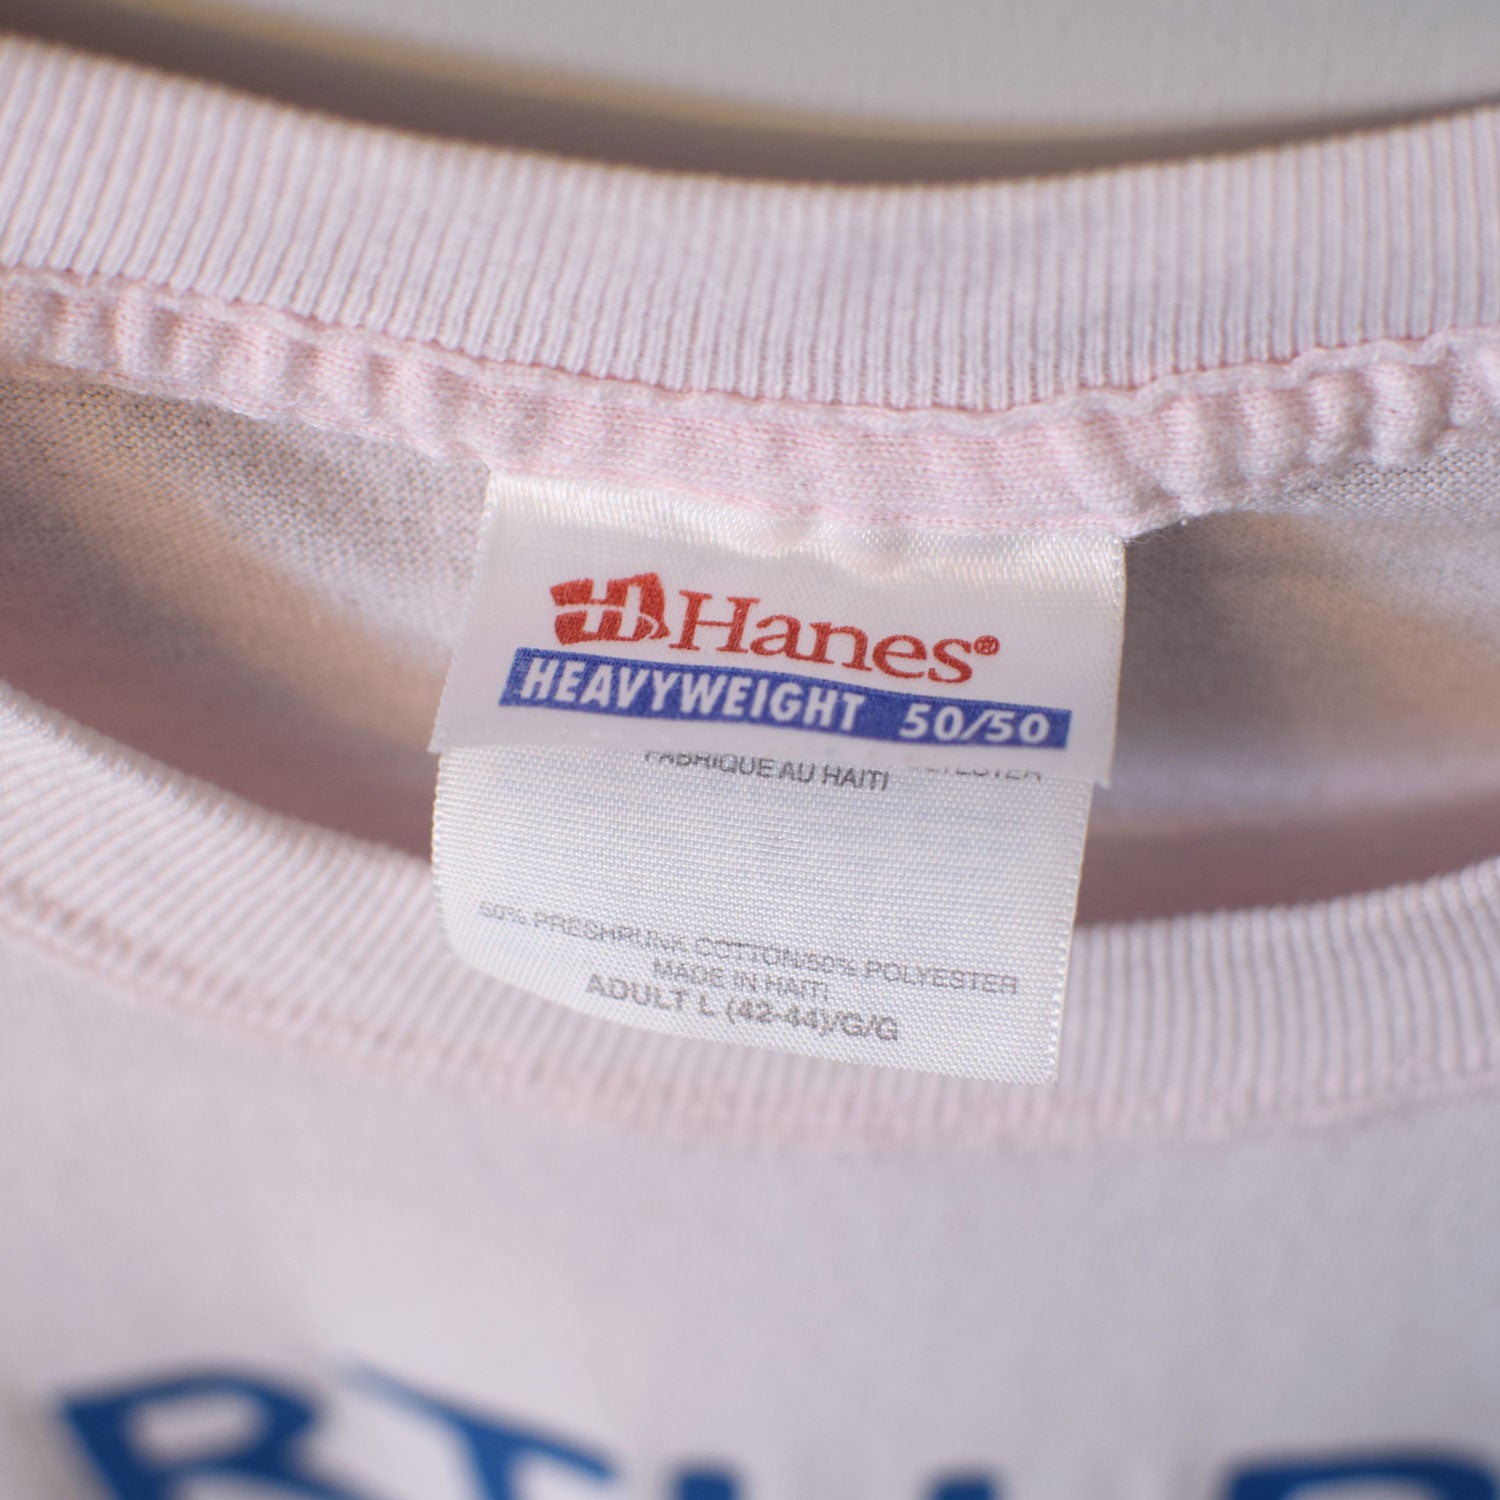 Hanes®
HEAVYWEIGHT 50/50
FABRIQUE AU HAITI
50% PRESHRUNK COTTON/50% POLYESTER
MADE IN HAITI
ADULT L (42-44)/G/G